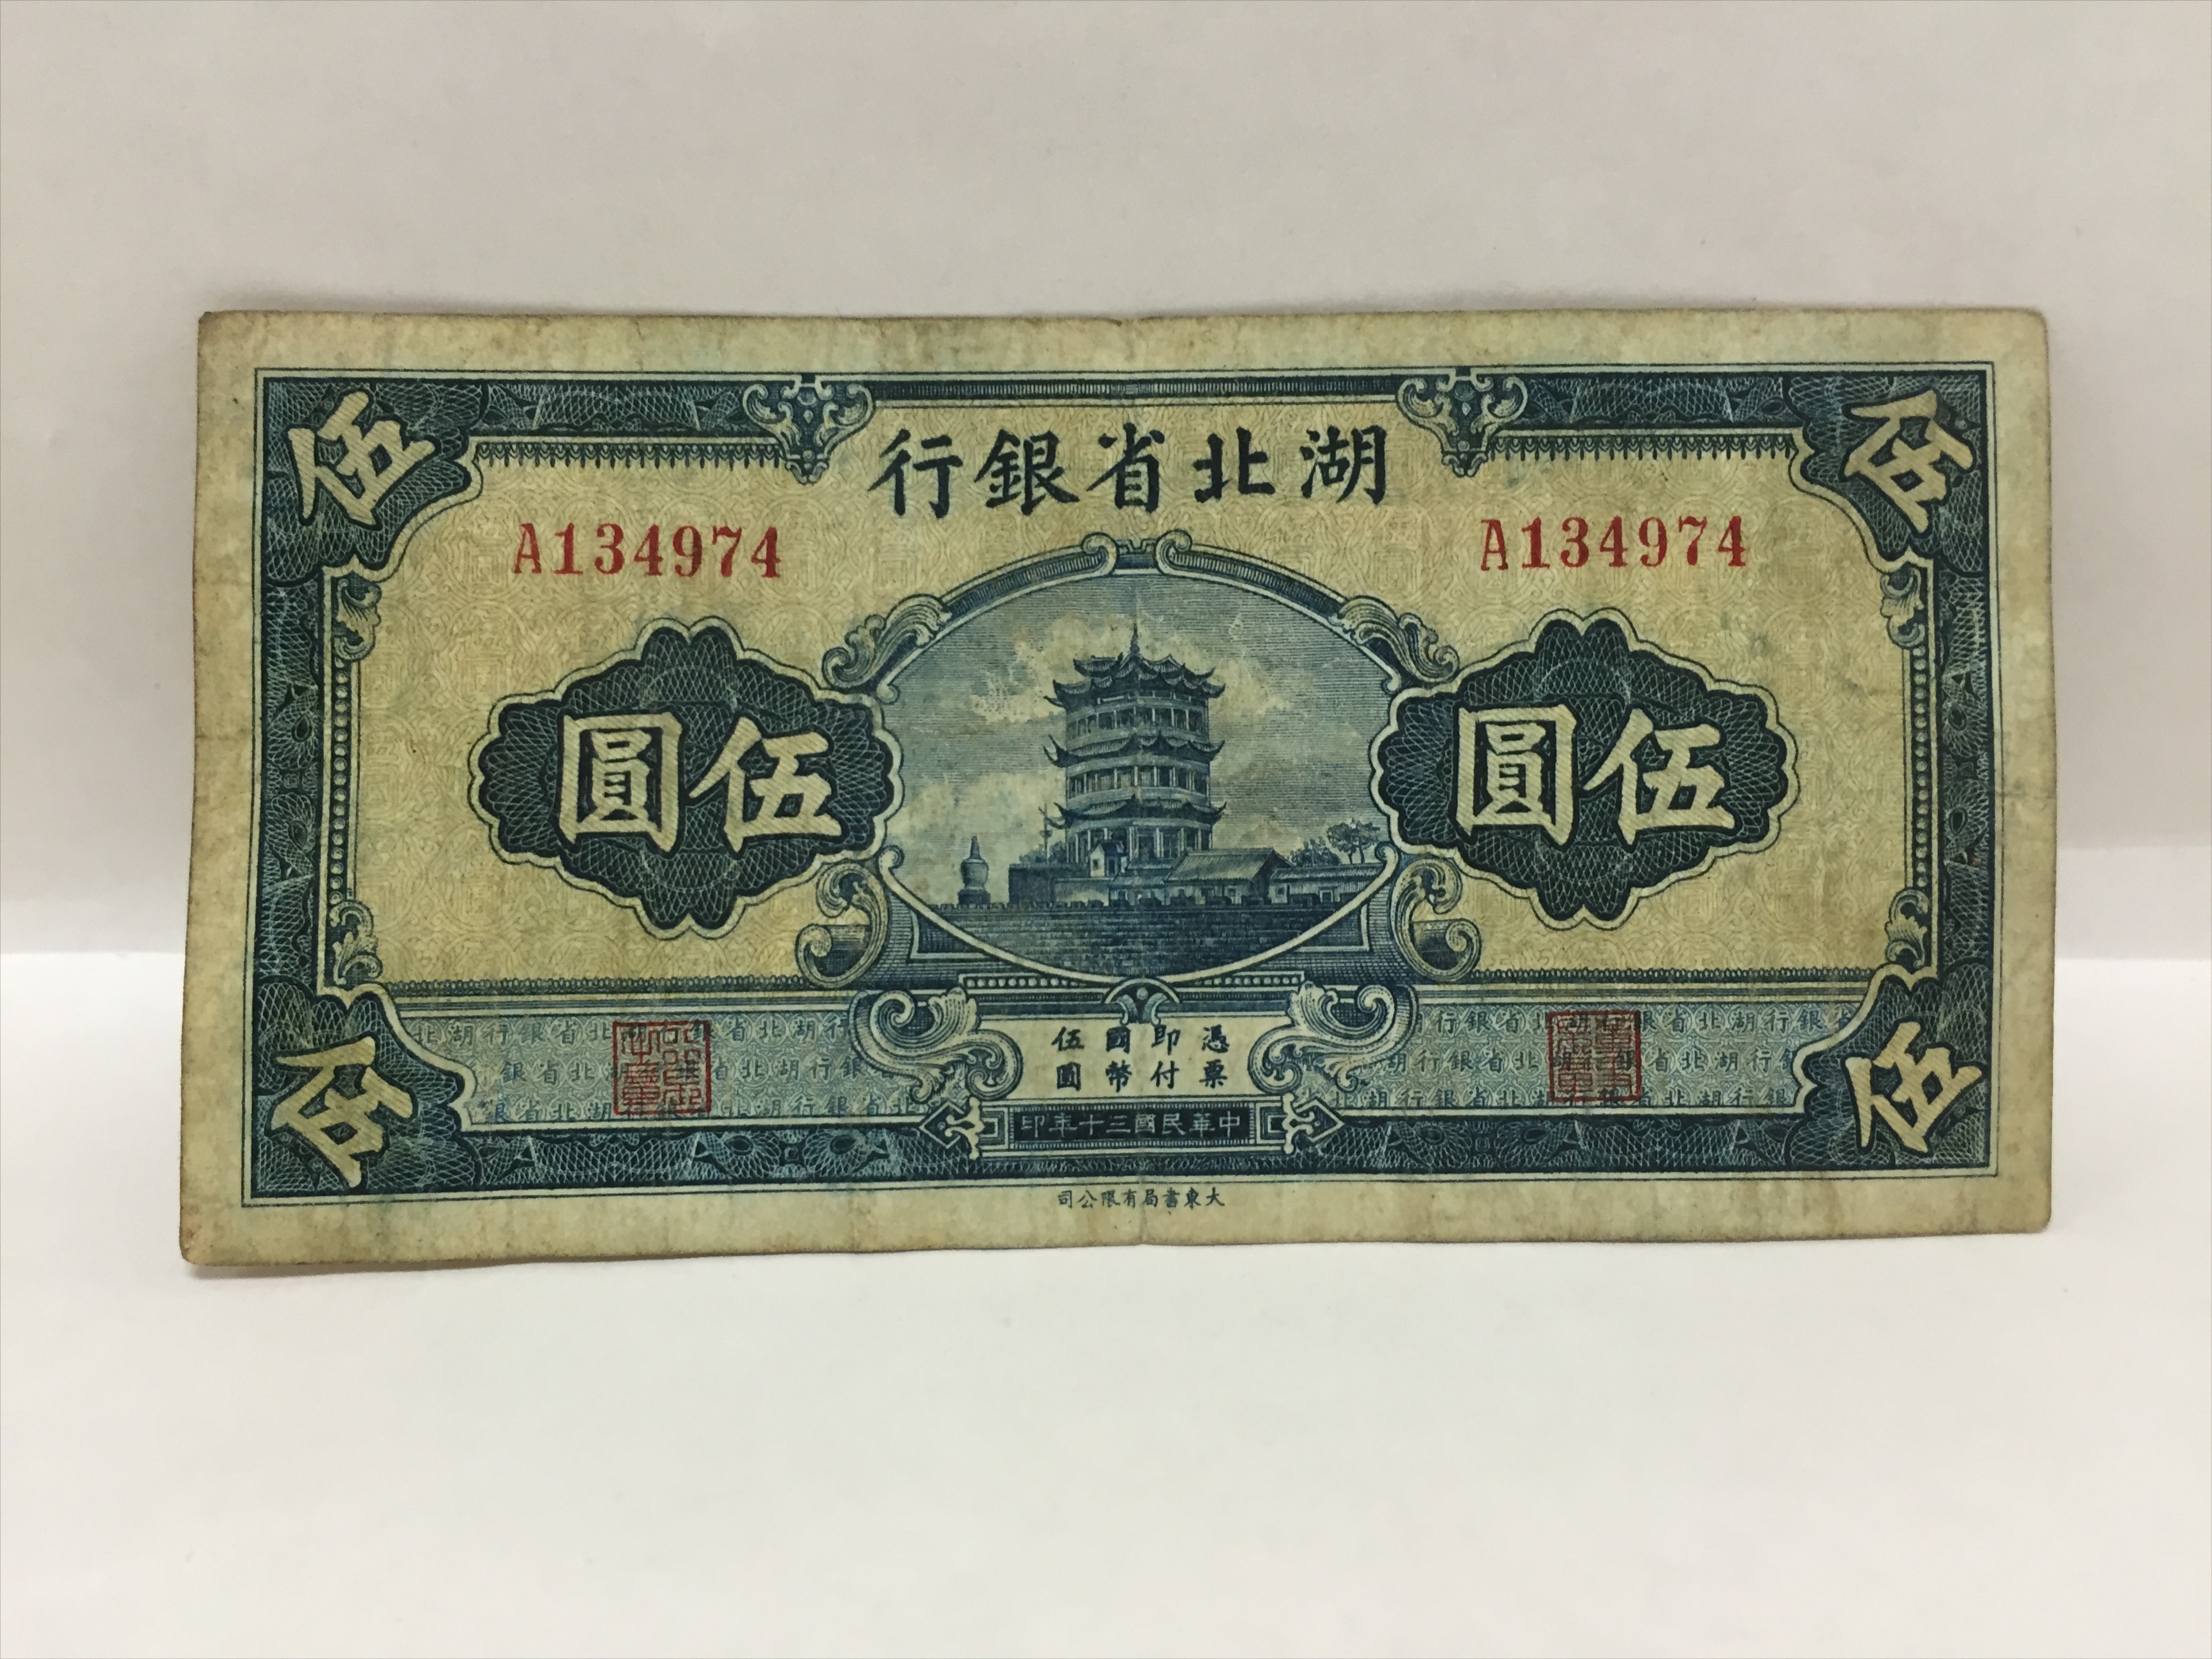 伍
伍
湖北省銀行
A134974
A134974
伍圓
伍圓
憑票
即付
國幣
伍圓
伍
伍
中華民國三十年印
大東書局有限公司